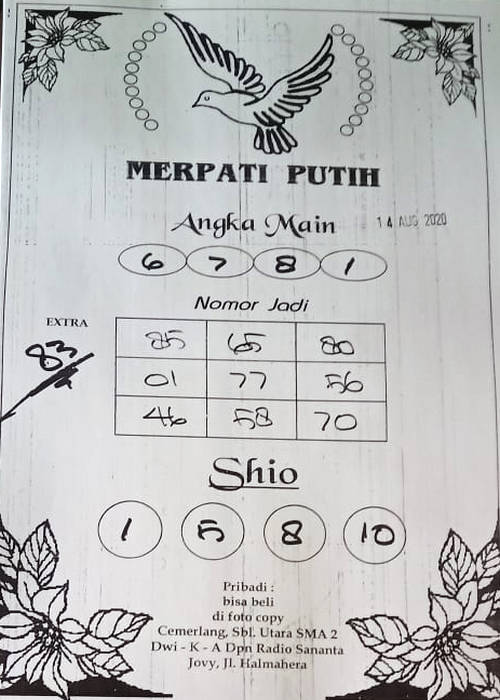 MERPATI PUTIH
Angka Main
14 AUG 2020
6 7 8 1
Nomor Jadi
EXTRA
83
85 65 80
01 77 56
46 58 70
Shio
1 5 8 10
Pribadi :
bisa beli
di foto copy
Cemerlang, Sbl. Utara SMA 2
Dwi - K - A Dpn Radio Sananta
Jovy, Jl. Halmahera